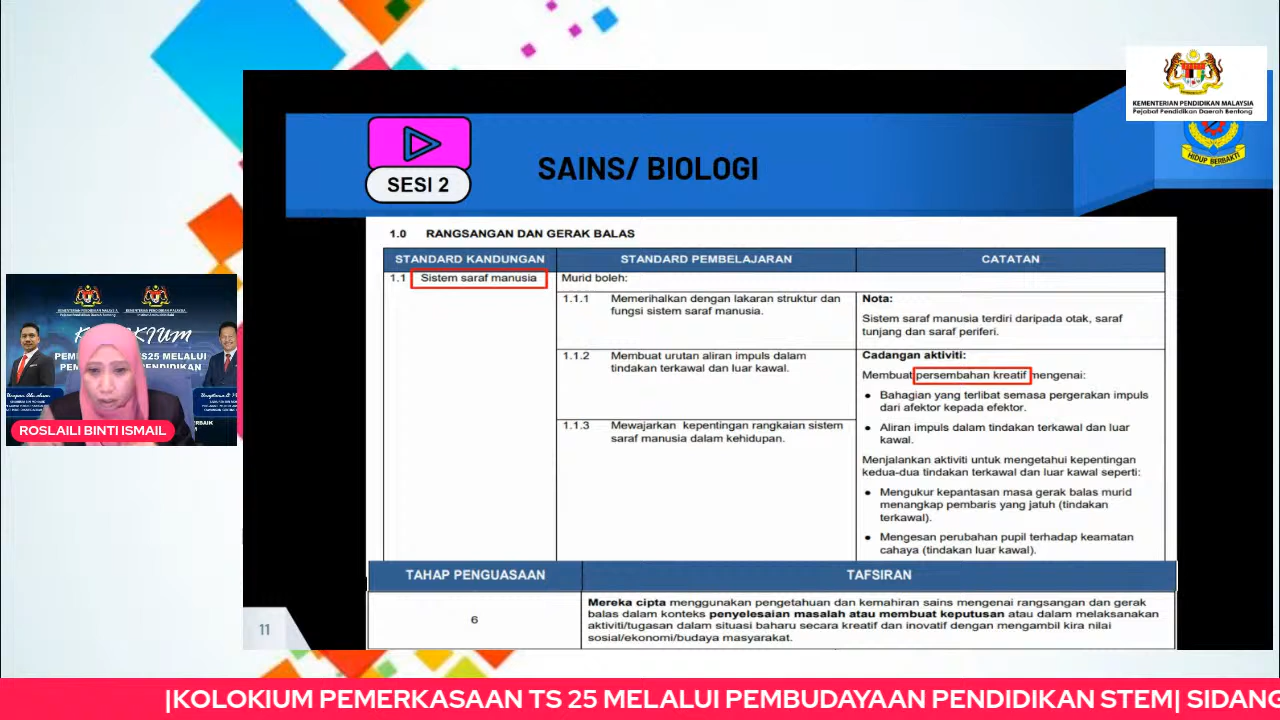 KEMENTERIAN PENDIDIKAN MALAYSIA
Pejabat Pendidikan Daerah Bentong
HIDUP BERBAKTI
SESI 2
SAINS/ BIOLOGI
1.0 RANGSANGAN DAN GERAK BALAS
STANDARD KANDUNGAN
STANDARD PEMBELAJARAN
CATATAN
1.1 Sistem saraf manusia
Murid boleh:
1.1.1 Memerihalkan dengan lakaran struktur dan
fungsi sistem saraf manusia.
Nota:
Sistem saraf manusia terdiri daripada otak, saraf
tunjang dan saraf periferi.
1.1.2 Membuat urutan aliran impuls dalam
tindakan terkawal dan luar kawal.
Cadangan aktiviti:
Membuat persembahan kreatif mengenai:
● Bahagian yang terlibat semasa pergerakan impuls
dari afektor kepada efektor.
● Aliran impuls dalam tindakan terkawal dan luar
kawal.
1.1.3 Mewajarkan kepentingan rangkaian sistem
saraf manusia dalam kehidupan.
Menjalankan aktiviti untuk mengetahui kepentingan
kedua-dua tindakan terkawal dan luar kawal seperti:
● Mengukur kepantasan masa gerak balas murid
menangkap pembaris yang jatuh (tindakan
terkawal).
● Mengesan perubahan pupil terhadap keamatan
cahaya (tindakan luar kawal).
TAHAP PENGUASAAN
TAFSIRAN
6
Mereka cipta menggunakan pengetahuan dan kemahiran sains mengenai rangsangan dan gerak
balas dalam konteks penyelesaian masalah atau membuat keputusan atau dalam melaksanakan
aktiviti/tugasan dalam situasi baharu secara kreatif dan inovatif dengan mengambil kira nilai
sosial/ekonomi/budaya masyarakat.
11
ROSLAILI BINTI ISMAIL
|KOLOKIUM PEMERKASAAN TS 25 MELALUI PEMBUDAYAAN PENDIDIKAN STEM| SIDANG